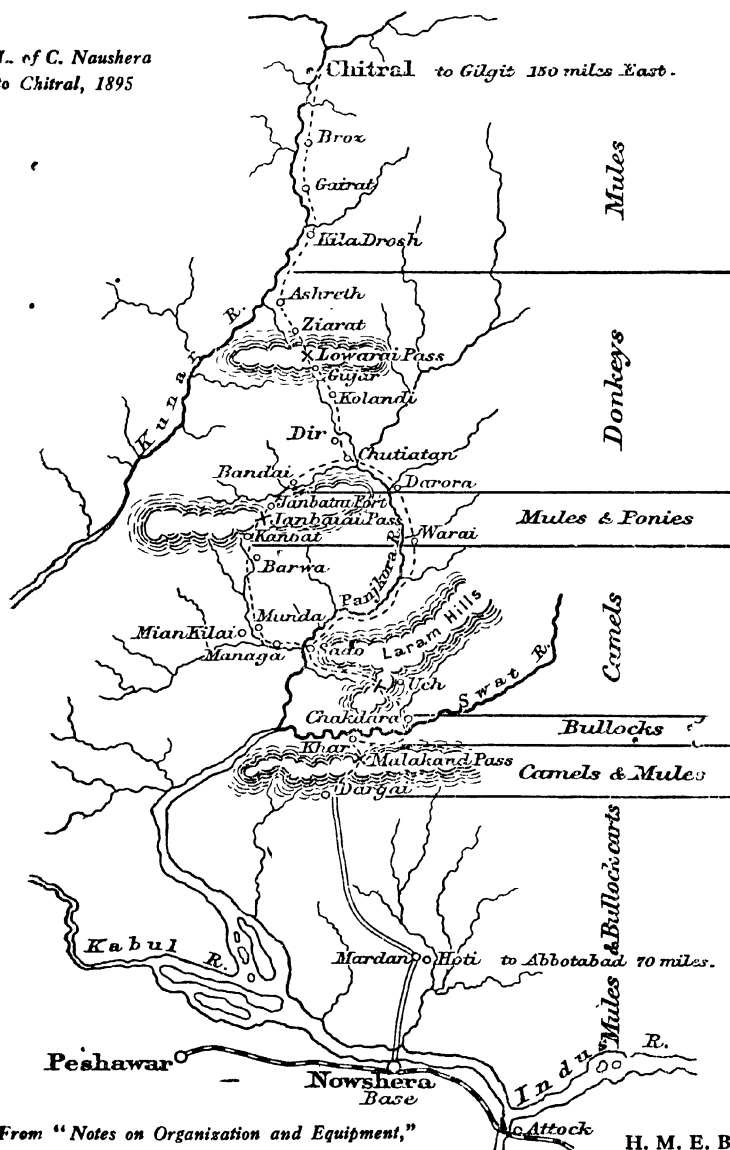 of C. Naushera
to Chitral, 1895
Chitral to Gilgit 150 miles East.
Broz
Gairat
Kila Drosh
Mules
Ashreth
Ziarat
Lowarai Pass
Gujar
Kolandi
Kunar R.
Donkeys
Dir
Chutiatan
Bandai
Darora
Janbatu Fort
Janbatai Pass
Kanbat
Mules & Ponies
Warai
Barwa
Panjkora R.
Munda
Mian Kilai
Managa
Sado
Laram Hills
Camels
Uch
Swat R.
Chakdara
Bullocks
Khar
Malakand Pass
Camels & Mules
Dargai
Mules & Bullock carts
Kabul R.
Mardan Hoti to Abbotabad 70 miles.
Peshawar
Nowshera
Base
Indus R.
Attock
From "Notes on Organization and Equipment,"
H. M. E. B